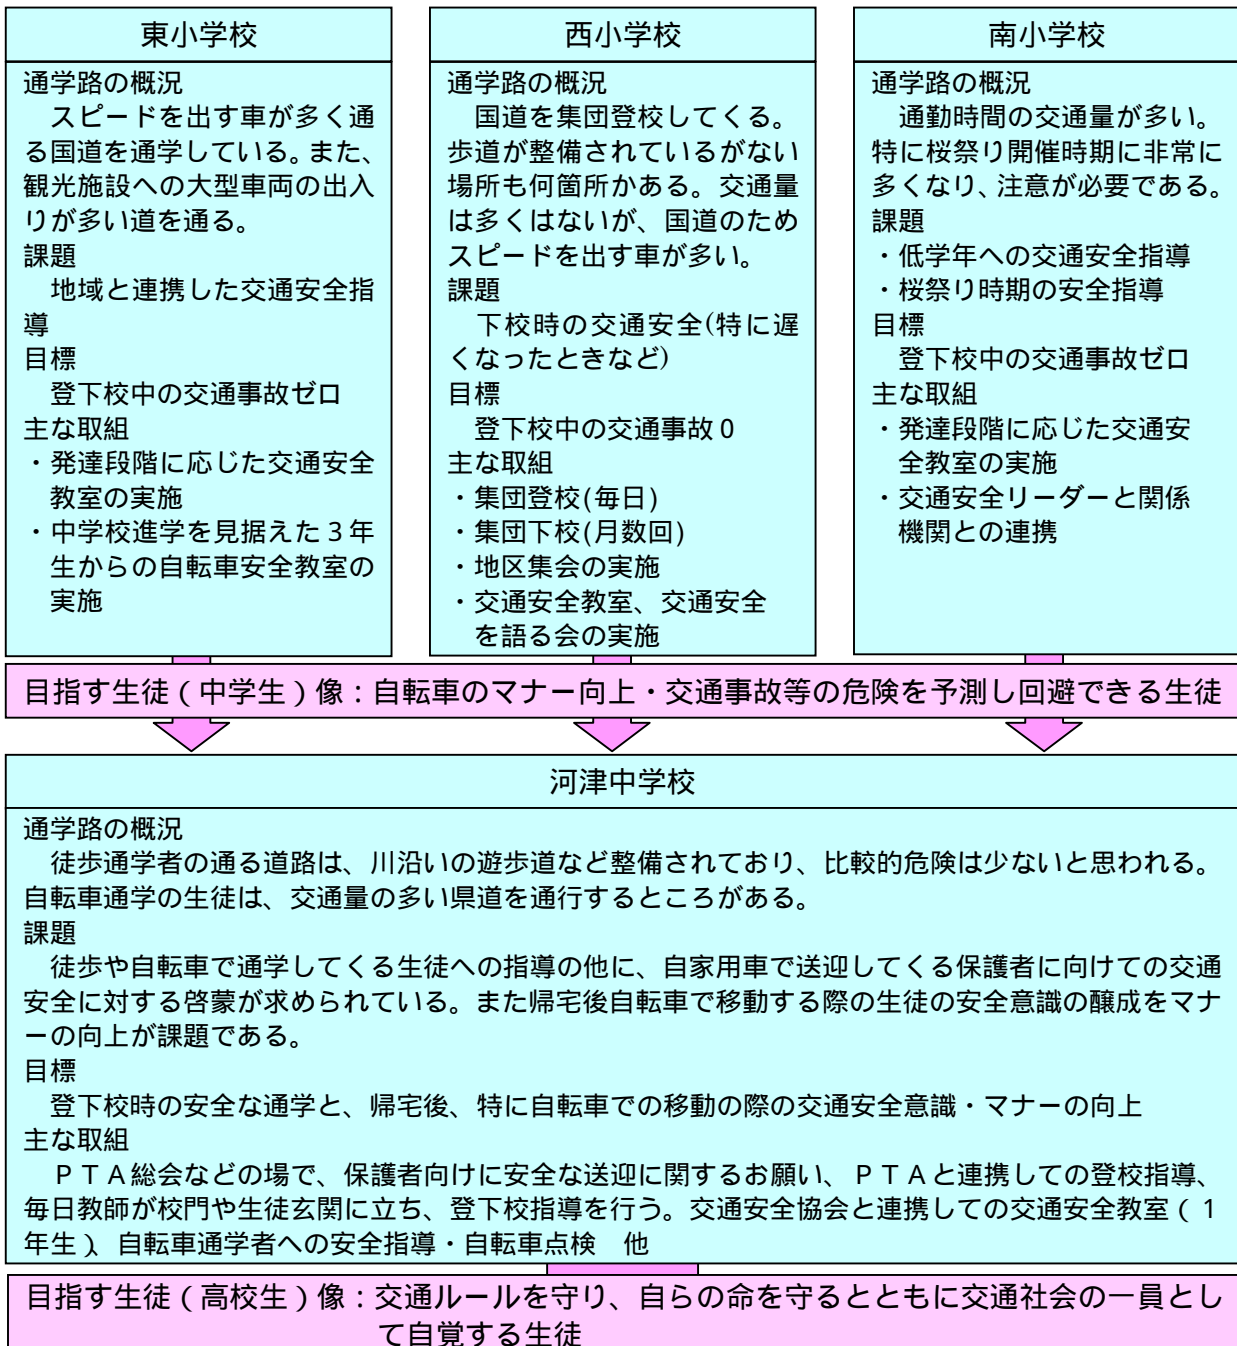 東小学校
通学路の概況
　スピードを出す車が多く通
る国道を通学している。また、
観光施設への大型車両の出入
りが多い道を通る。
課題
　地域と連携した交通安全指
導
目標
　登下校中の交通事故ゼロ
主な取組
・発達段階に応じた交通安全
　教室の実施
・中学校進学を見据えた３年
　生からの自転車安全教室の
　実施
西小学校
通学路の概況
　国道を集団登校してくる。
歩道が整備されているがない
場所も何箇所かある。交通量
は多くはないが、国道のため
スピードを出す車が多い。
課題
　下校時の交通安全(特に遅
くなったときなど)
目標
　登下校中の交通事故０
主な取組
・集団登校(毎日)
・集団下校(月数回)
・地区集会の実施
・交通安全教室、交通安全
　を語る会の実施
南小学校
通学路の概況
　通勤時間の交通量が多い。
特に桜祭り開催時期に非常に
多くなり、注意が必要である。
課題
・低学年への交通安全指導
・桜祭り時期の安全指導
目標
　登下校中の交通事故ゼロ
主な取組
・発達段階に応じた交通安
　全教室の実施
・交通安全リーダーと関係
　機関との連携
目指す生徒（中学生）像：自転車のマナー向上・交通事故等の危険を予測し回避できる生徒
河津中学校
通学路の概況
　徒歩通学者の通る道路は、川沿いの遊歩道など整備されており、比較的危険は少ないと思われる。
自転車通学の生徒は、交通量の多い県道を通行するところがある。
課題
　徒歩や自転車で通学してくる生徒への指導の他に、自家用車で送迎してくる保護者に向けての交通
安全に対する啓蒙が求められている。また帰宅後自転車で移動する際の生徒の安全意識の醸成をマナ
ーの向上が課題である。
目標
　登下校時の安全な通学と、帰宅後、特に自転車での移動の際の交通安全意識・マナーの向上
主な取組
　ＰＴＡ総会などの場で、保護者向けに安全な送迎に関するお願い、ＰＴＡと連携しての登校指導、
毎日教師が校門や生徒玄関に立ち、登下校指導を行う。交通安全協会と連携しての交通安全教室（１
年生）、自転車通学者への安全指導・自転車点検　他
目指す生徒（高校生）像：交通ルールを守り、自らの命を守るとともに交通社会の一員とし
て自覚する生徒